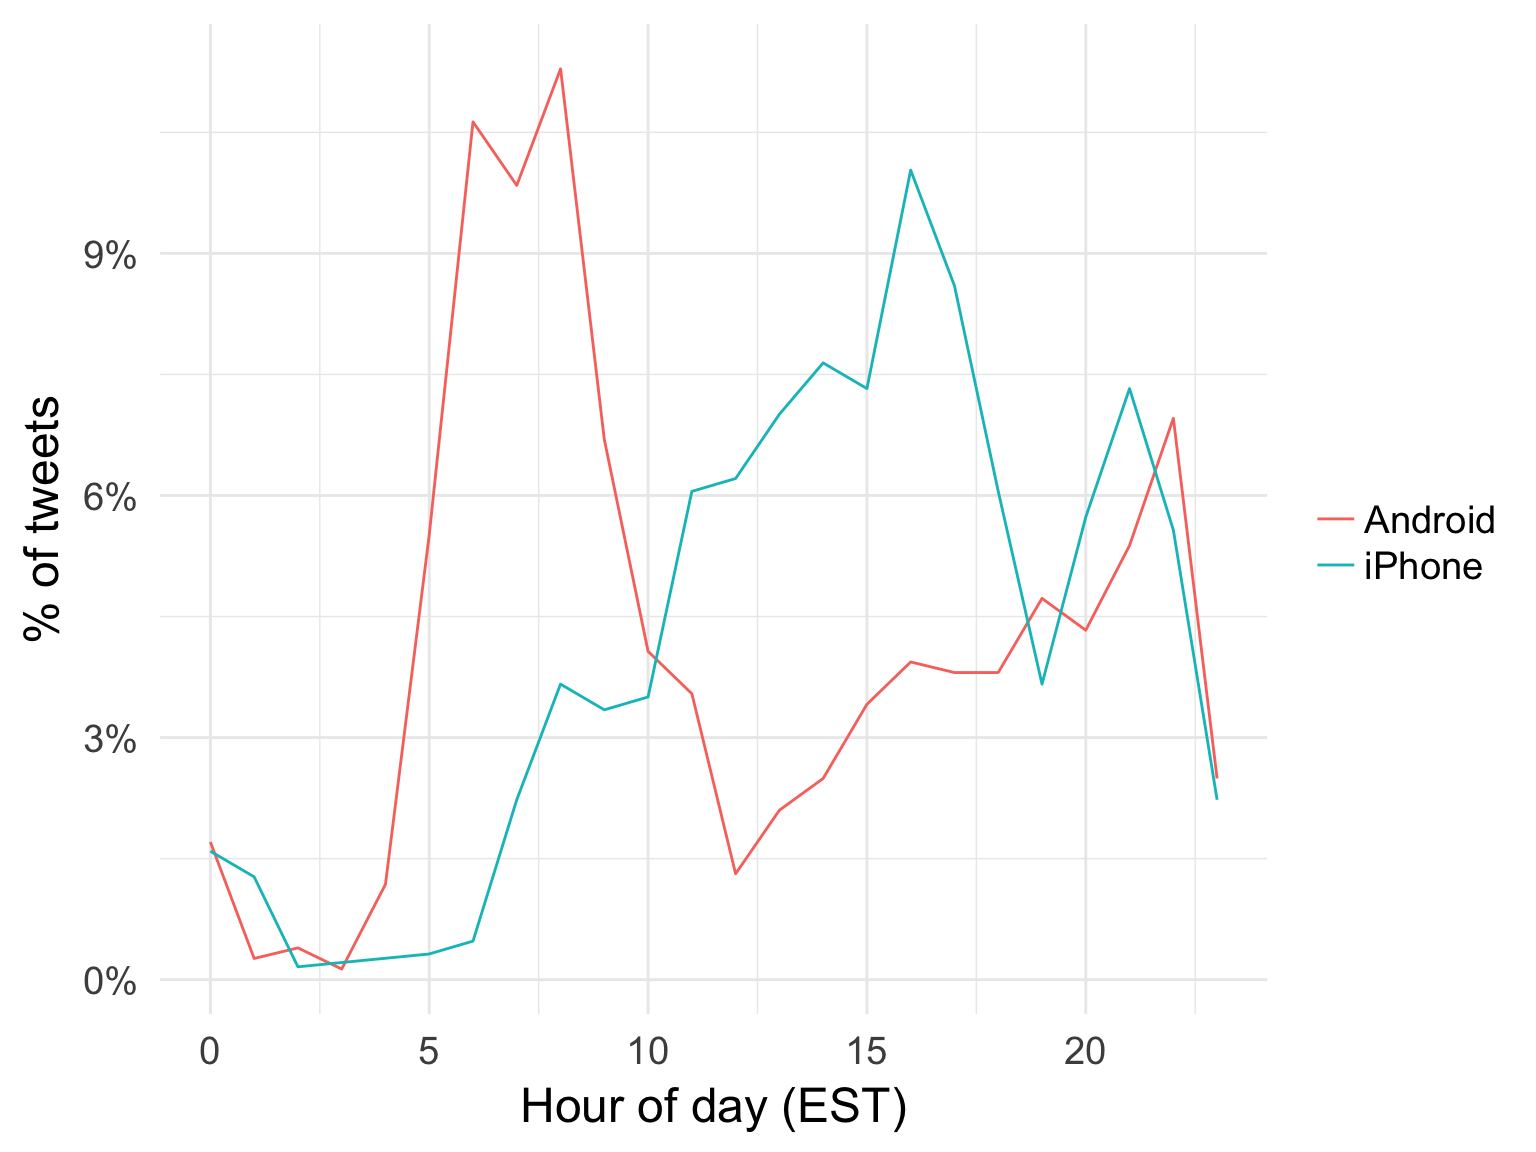 % of tweets
9%
6%
3%
0%
0 5 10 15 20
Hour of day (EST)
Android
iPhone